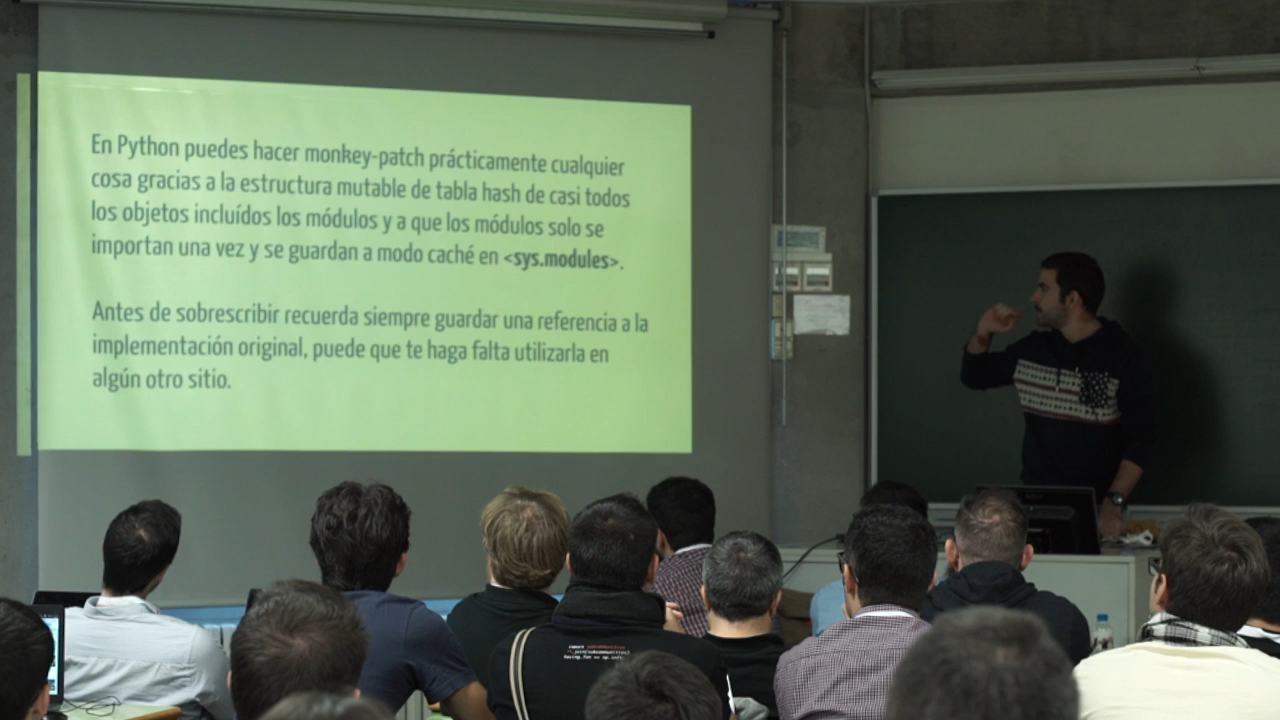 En Python puedes hacer monkey-patch prácticamente cualquier
cosa gracias a la estructura mutable de tabla hash de casi todos
los objetos incluídos los módulos y a que los módulos solo se
importan una vez y se guardan a modo caché en <sys.modules>.
Antes de sobrescribir recuerda siempre guardar una referencia a la
implementación original, puede que te haga falta utilizarla en
algún otro sitio.
import